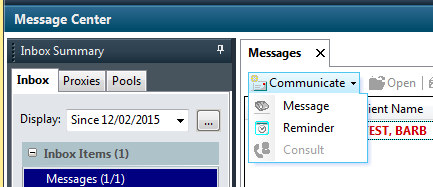 Message Center
Inbox Summary
Messages
Inbox Proxies Pools
Communicate Open
Display: Since 12/02/2015 ...
Message
Reminder
Consult
Name
EST, BARB
Inbox Items (1)
Messages (1/1)